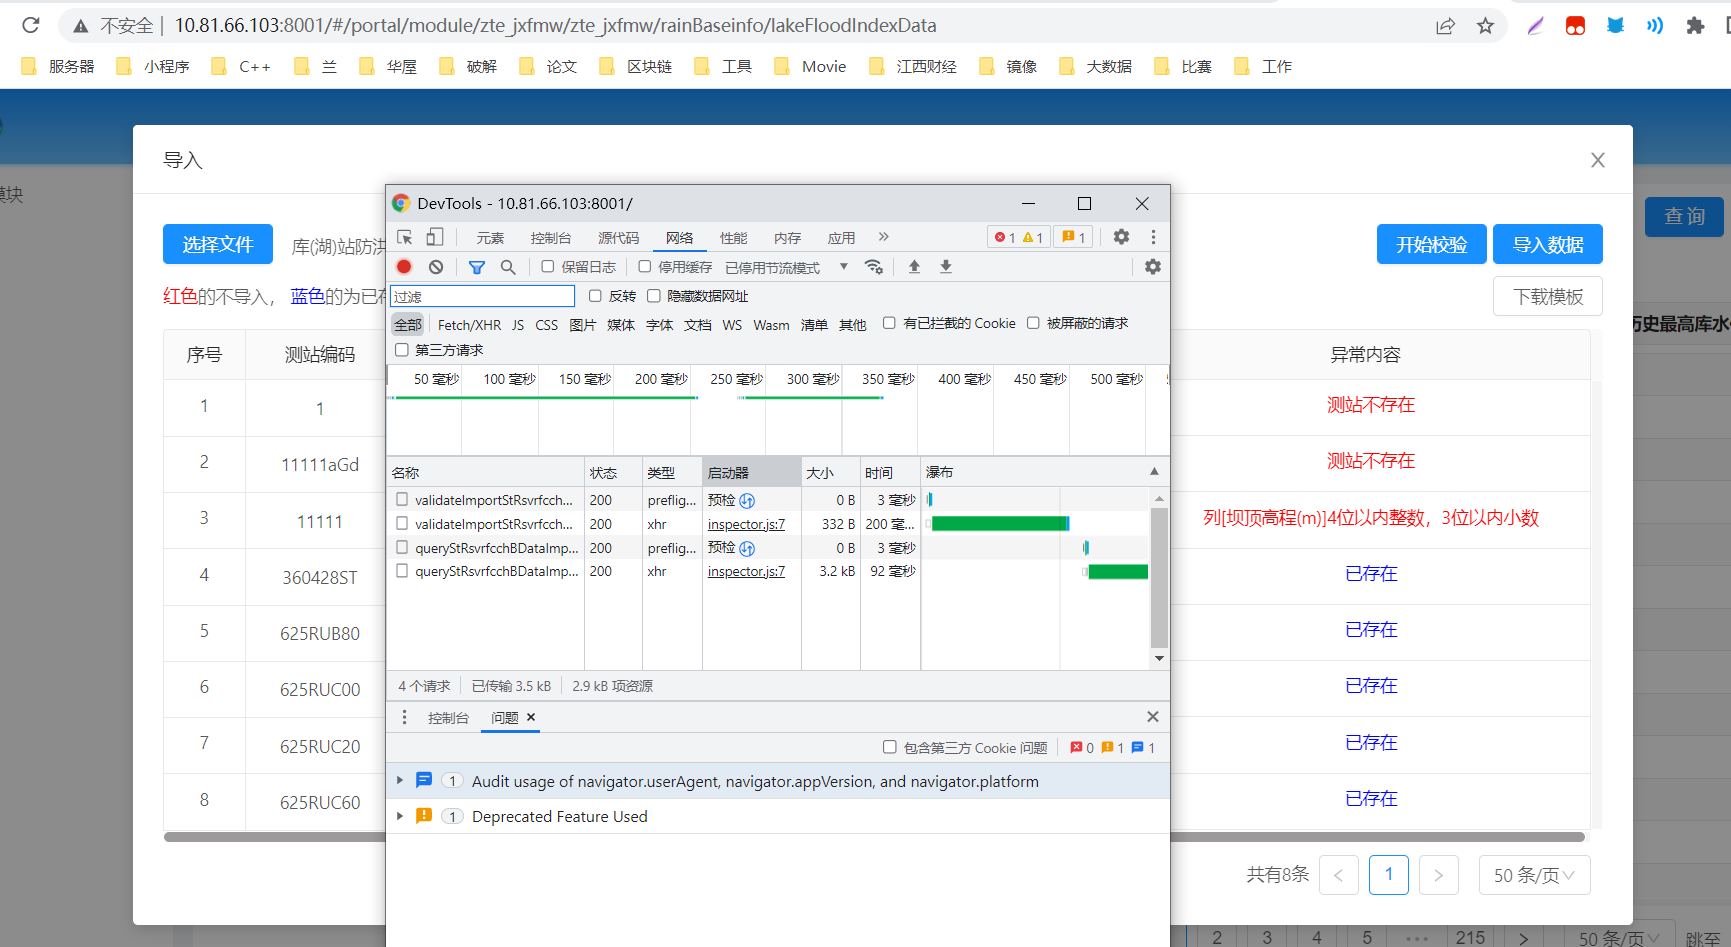 不安全 | 10.81.66.103:8001/#/portal/module/zte_jxfmw/zte_jxfmw/rainBaseinfo/lakeFloodIndexData
服务器 小程序 C++ 兰 华屋 破解 论文 区块链 工具 Movie 江西财经 镜像 大数据 比赛 工作
导入
模块
DevTools - 10.81.66.103:8001/
查 询
选择文件 库(湖)站防洪
开始校验 导入数据
元素 控制台 源代码 网络 性能 内存 应用 » 1 1 1
保留日志 停用缓存 已停用节流模式
红色的不导入， 蓝色的为已存
下载模板
过滤 反转 隐藏数据网址
全部 Fetch/XHR JS CSS 图片 媒体 字体 文档 WS Wasm 清单 其他 有已拦截的 Cookie 被屏蔽的请求
历史最高库水
第三方请求
序号 测站编码 异常内容
50 毫秒 100 毫秒 150 毫秒 200 毫秒 250 毫秒 300 毫秒 350 毫秒 400 毫秒 450 毫秒 500 毫秒
1 1 测站不存在
2 11111aGd 测站不存在
3 11111 列[坝顶高程(m)]4位以内整数，3位以内小数
4 360428ST 已存在
5 625RUB80 已存在
6 625RUC00 已存在
7 625RUC20 已存在
8 625RUC60 已存在
名称 状态 类型 启动器 大小 时间 瀑布
validateImportStRsvrfcch... 200 preflig... 预检 0 B 3 毫秒
validateImportStRsvrfcch... 200 xhr inspector.js:7 332 B 200 毫...
queryStRsvrfcchBDataImp... 200 preflig... 预检 0 B 3 毫秒
queryStRsvrfcchBDataImp... 200 xhr inspector.js:7 3.2 kB 92 毫秒
4 个请求 已传输 3.5 kB 2.9 kB 项资源
控制台 问题
包含第三方 Cookie 问题 0 1 1
1 Audit usage of navigator.userAgent, navigator.appVersion, and navigator.platform
1 Deprecated Feature Used
共有8条 < 1 > 50 条/页
2 3 4 5 ••• 215 > 50 条/页 跳至